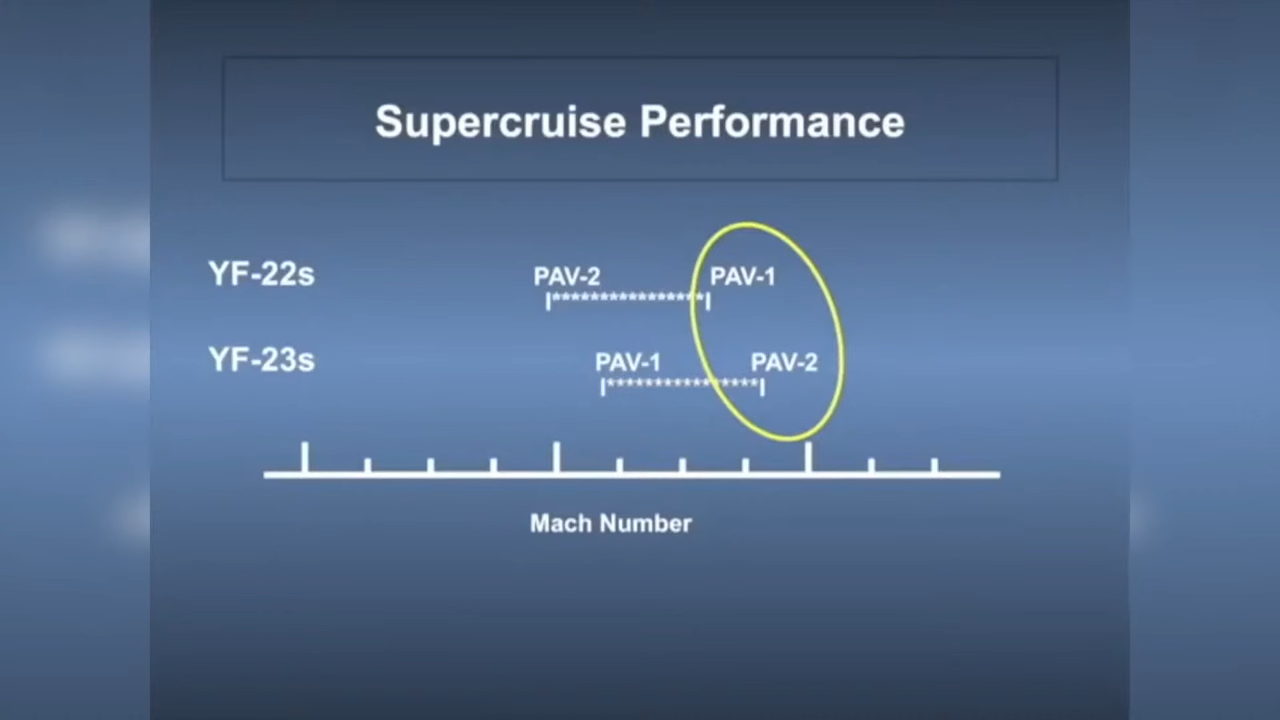 Supercruise Performance
YF-22s
PAV-2 PAV-1
YF-23s
PAV-1 PAV-2
Mach Number